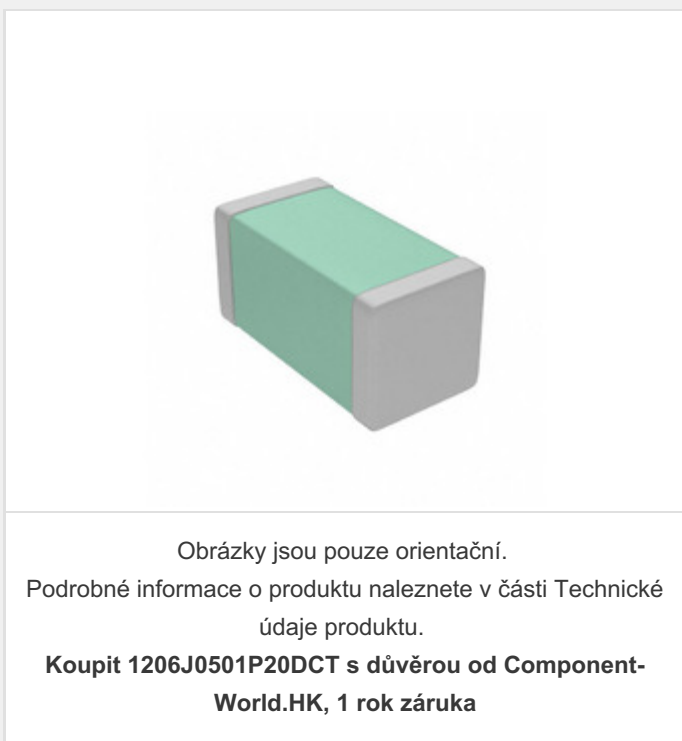 Obrázky jsou pouze orientační.
Podrobné informace o produktu naleznete v části Technické
údaje produktu.
Koupit 1206J0501P20DCT s důvěrou od Component-
World.HK, 1 rok záruka